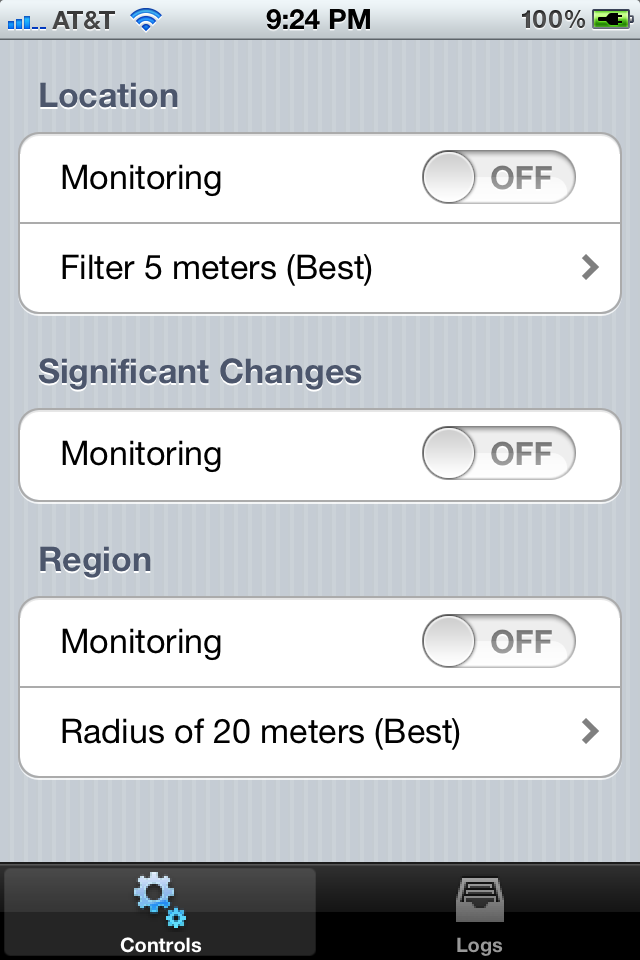 AT&T 9:24 PM 100%
Location
Monitoring OFF
Filter 5 meters (Best)
Significant Changes
Monitoring OFF
Region
Monitoring OFF
Radius of 20 meters (Best)
Controls Logs